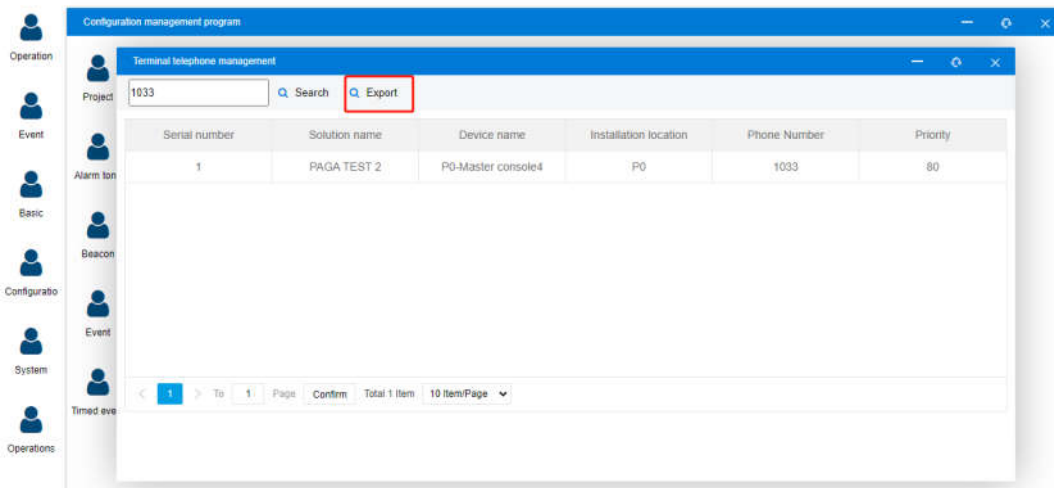 Configuration management program
Operation
Event
Basic
Configuratio
System
Operations
Project
Alarm ton
Beacon
Event
Timed eve
Terminal telephone management
1033 Search Export
Serial number Solution name Device name Installation location Phone Number Priority
1 PAGA TEST 2 P0-Master console4 P0 1033 80
< 1 > To 1 Page Confirm Total 1 Item 10 Item/Page